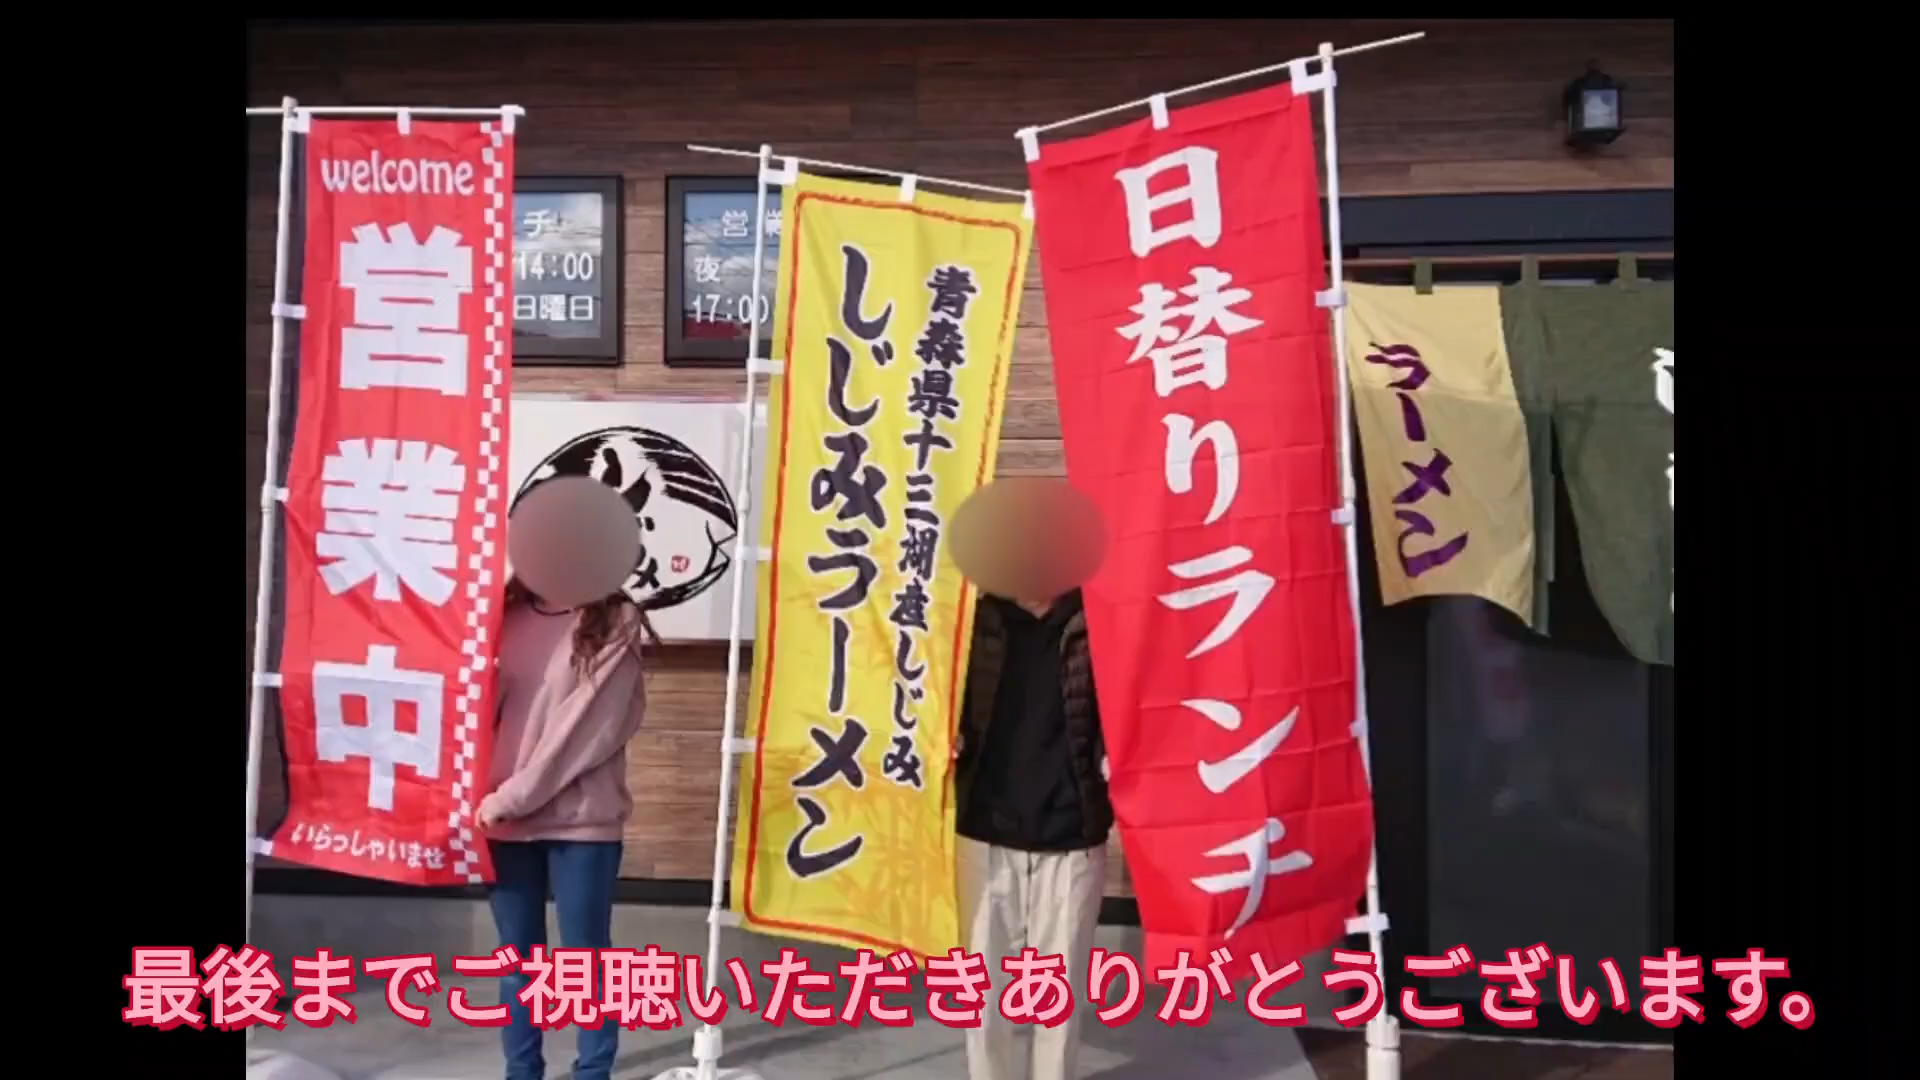 welcome
営業中
いらっしゃいませ
チ
14:00
日曜日
営業
夜
17:00
青森県十三湖産しじみ
しじみラーメン
日替りランチ
ラーメン
最後までご視聴いただきありがとうございます。